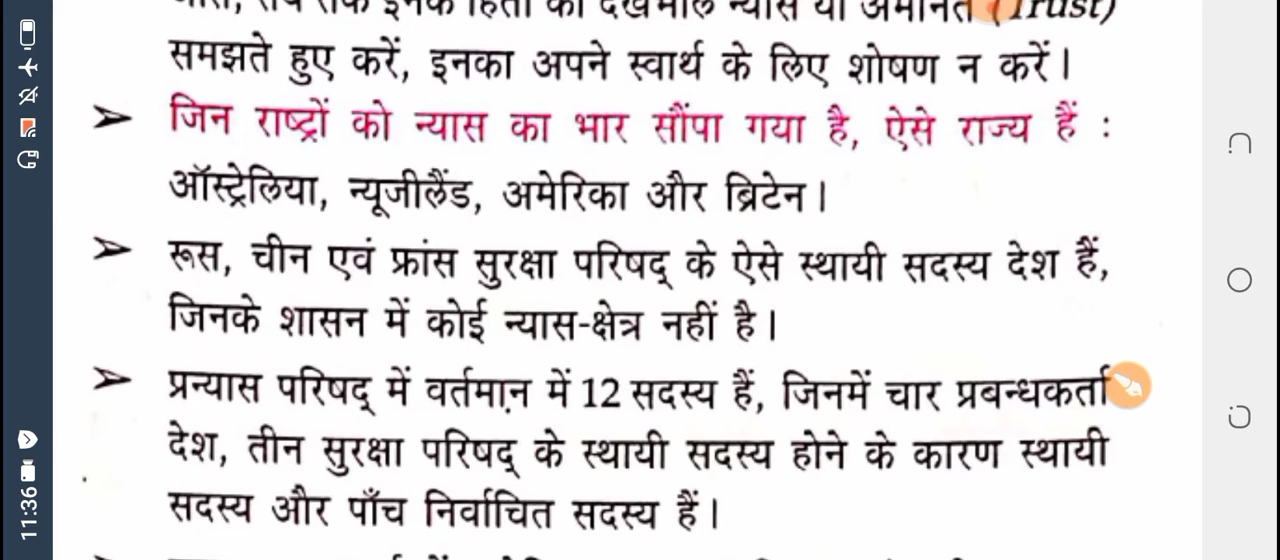 समझते हुए करें, इनका अपने स्वार्थ के लिए शोषण न करें।
➢ जिन राष्ट्रों को न्यास का भार सौंपा गया है, ऐसे राज्य हैं :
ऑस्ट्रेलिया, न्यूजीलैंड, अमेरिका और ब्रिटेन।
➢ रूस, चीन एवं फ्रांस सुरक्षा परिषद् के ऐसे स्थायी सदस्य देश हैं,
जिनके शासन में कोई न्यास-क्षेत्र नहीं है।
➢ प्रन्यास परिषद् में वर्तमान में 12 सदस्य हैं, जिनमें चार प्रबन्धकर्ता
देश, तीन सुरक्षा परिषद् के स्थायी सदस्य होने के कारण स्थायी
सदस्य और पाँच निर्वाचित सदस्य हैं।
11:36